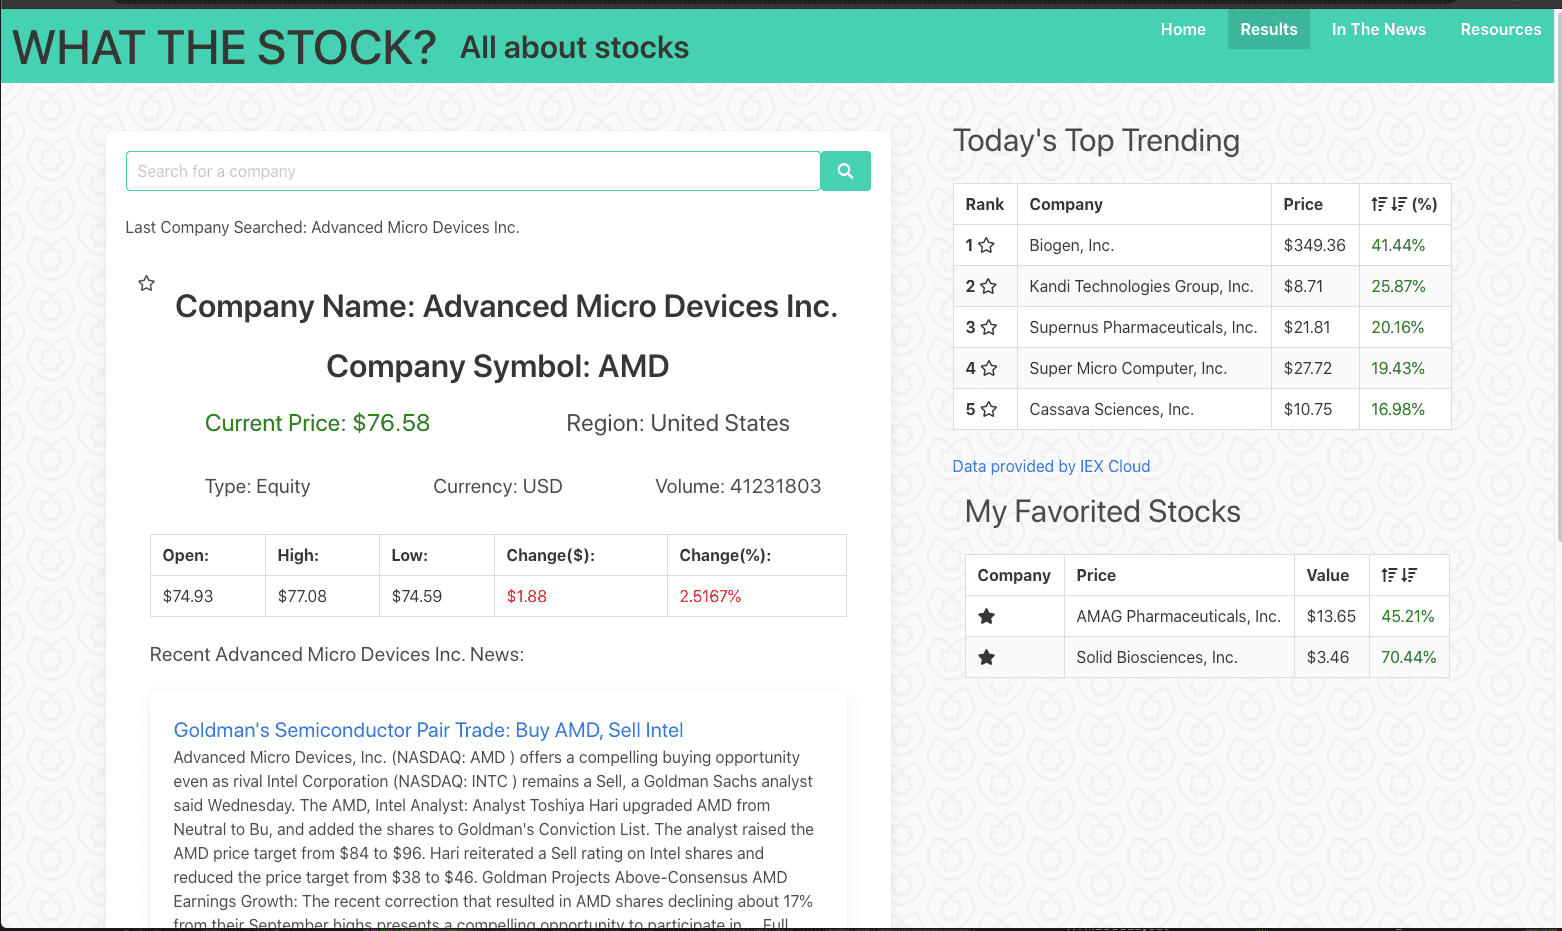 WHAT THE STOCK? All about stocks
Home Results In The News Resources
Search for a company
Last Company Searched: Advanced Micro Devices Inc.
Company Name: Advanced Micro Devices Inc.
Company Symbol: AMD
Current Price: $76.58 Region: United States
Type: Equity Currency: USD Volume: 41231803
Open: High: Low: Change($): Change(%):
$74.93 $77.08 $74.59 $1.88 2.5167%
Recent Advanced Micro Devices Inc. News:
Goldman's Semiconductor Pair Trade: Buy AMD, Sell Intel
Advanced Micro Devices, Inc. (NASDAQ: AMD ) offers a compelling buying opportunity
even as rival Intel Corporation (NASDAQ: INTC ) remains a Sell, a Goldman Sachs analyst
said Wednesday. The AMD, Intel Analyst: Analyst Toshiya Hari upgraded AMD from
Neutral to Bu, and added the shares to Goldman's Conviction List. The analyst raised the
AMD price target from $84 to $96. Hari reiterated a Sell rating on Intel shares and
reduced the price target from $38 to $46. Goldman Projects Above-Consensus AMD
Earnings Growth: The recent correction that resulted in AMD shares declining about 17%
from their September highs presents a compelling opportunity to participate in ... Full
Today's Top Trending
Rank Company Price (%)
1 Biogen, Inc. $349.36 41.44%
2 Kandi Technologies Group, Inc. $8.71 25.87%
3 Supernus Pharmaceuticals, Inc. $21.81 20.16%
4 Super Micro Computer, Inc. $27.72 19.43%
5 Cassava Sciences, Inc. $10.75 16.98%
Data provided by IEX Cloud
My Favorited Stocks
Company Price Value
AMAG Pharmaceuticals, Inc. $13.65 45.21%
Solid Biosciences, Inc. $3.46 70.44%